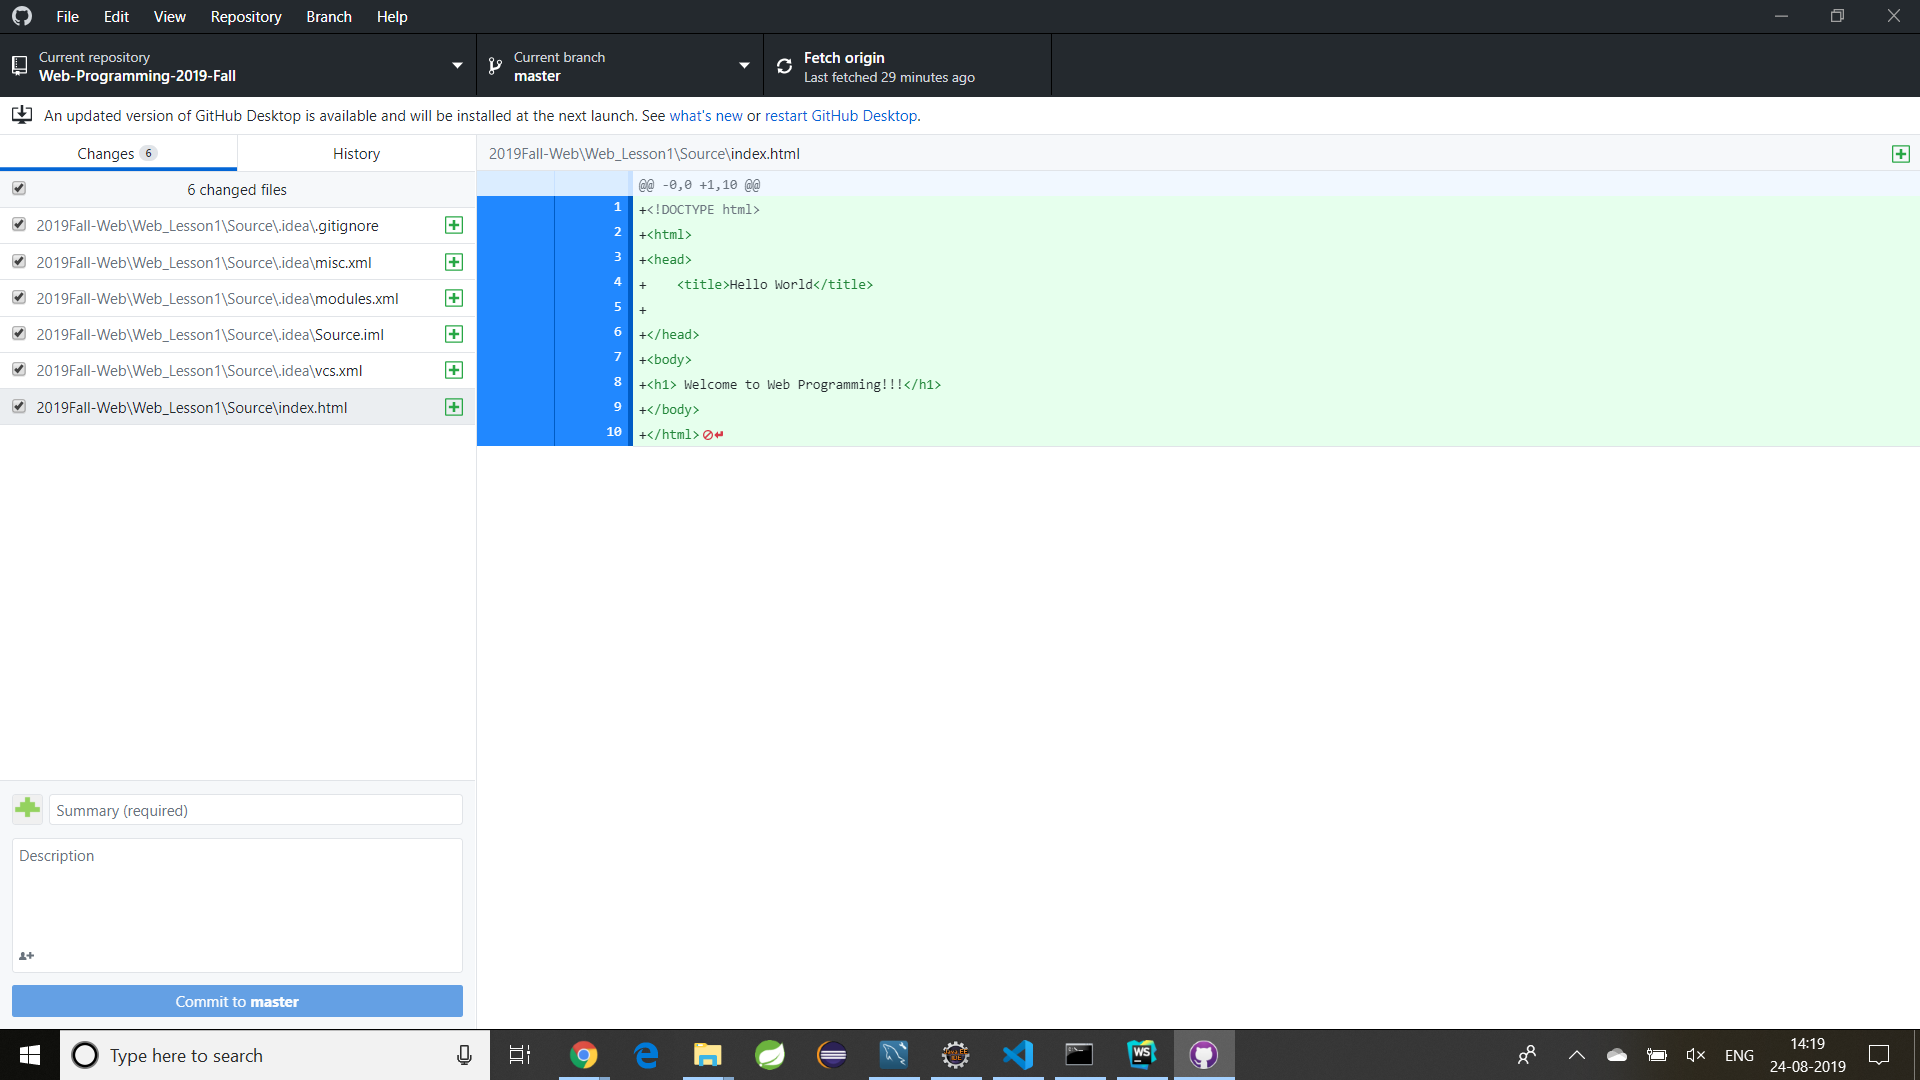 File Edit View Repository Branch Help
Current repository
Web-Programming-2019-Fall
Current branch
master
Fetch origin
Last fetched 29 minutes ago
An updated version of GitHub Desktop is available and will be installed at the next launch. See what's new or restart GitHub Desktop.
Changes 6
History
2019Fall-Web\Web_Lesson1\Source\index.html
6 changed files
2019Fall-Web\Web_Lesson1\Source\.idea\.gitignore
2019Fall-Web\Web_Lesson1\Source\.idea\misc.xml
2019Fall-Web\Web_Lesson1\Source\.idea\modules.xml
2019Fall-Web\Web_Lesson1\Source\.idea\Source.iml
2019Fall-Web\Web_Lesson1\Source\.idea\vcs.xml
2019Fall-Web\Web_Lesson1\Source\index.html
@@ -0,0 +1,10 @@
1 +<!DOCTYPE html>
2 +<html>
3 +<head>
4 +    <title>Hello World</title>
5 +
6 +</head>
7 +<body>
8 +<h1> Welcome to Web Programming!!!</h1>
9 +</body>
10 +</html>
Summary (required)
Description
Commit to master
Type here to search
WS
ENG
14:19
24-08-2019